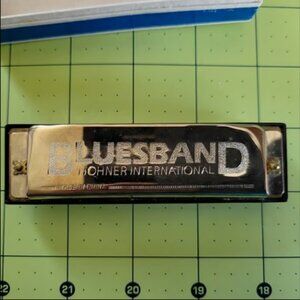 BLUESBAND
HOHNER INTERNATIONAL
22 21 20 19 18